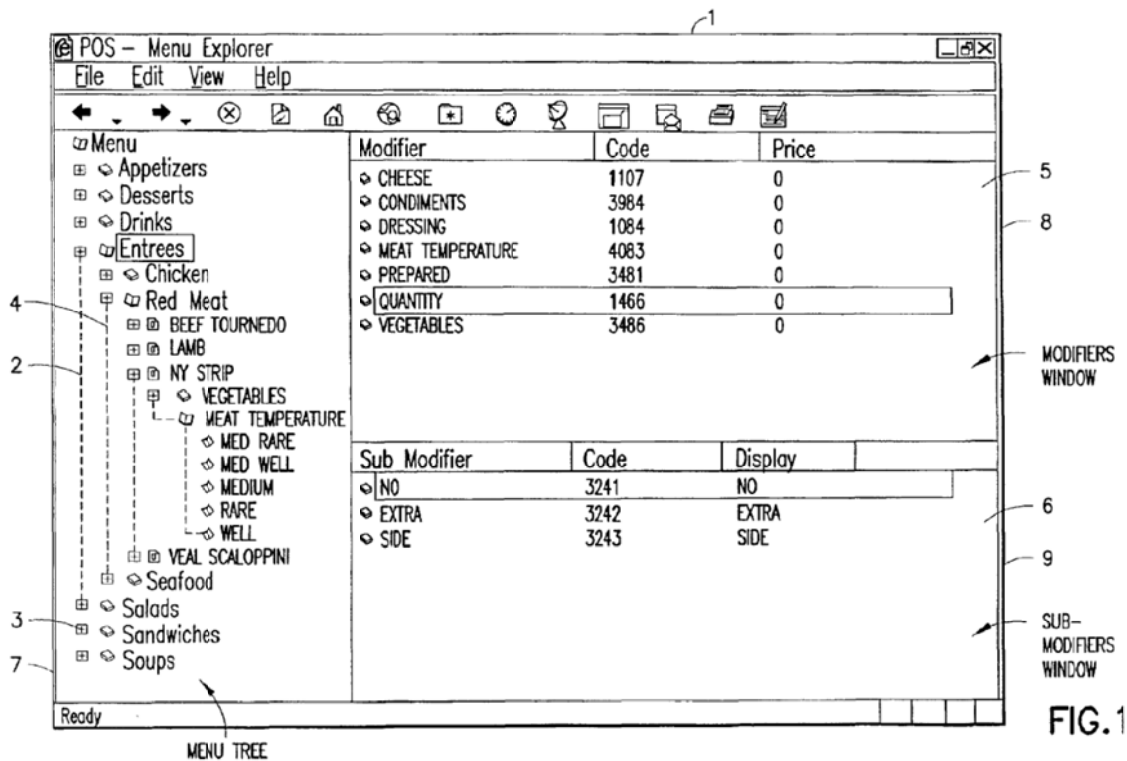 1
POS – Menu Explorer
File Edit View Help
Menu
Appetizers
Desserts
Drinks
Entrees
Chicken
Red Meat
BEEF TOURNEDO
LAMB
NY STRIP
VEGETABLES
MEAT TEMPERATURE
MED RARE
MED WELL
MEDIUM
RARE
WELL
VEAL SCALOPPINI
Seafood
Salads
Sandwiches
Soups
4
2
3
7
Modifier Code Price
CHEESE 1107 0
CONDIMENTS 3984 0
DRESSING 1084 0
MEAT TEMPERATURE 4083 0
PREPARED 3481 0
QUANTITY 1466 0
VEGETABLES 3486 0
5
8
MODIFIERS
WINDOW
Sub Modifier Code Display
NO 3241 NO
EXTRA 3242 EXTRA
SIDE 3243 SIDE
6
9
SUB-
MODIFIERS
WINDOW
Ready
MENU TREE
FIG.1